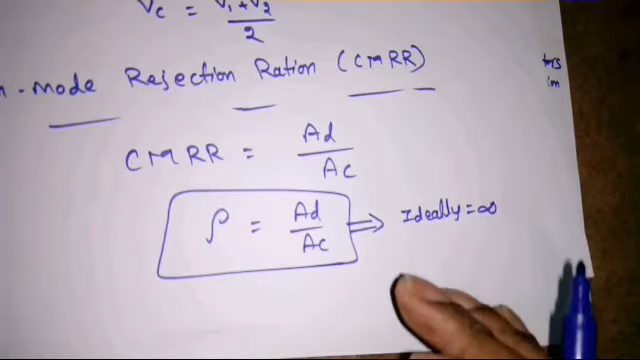 Vc = V1 + V2 / 2
n - mode Rejection Ration (CMRR)
CMRR = Ad / Ac
ρ = Ad / Ac ⇒ Ideally = ∞